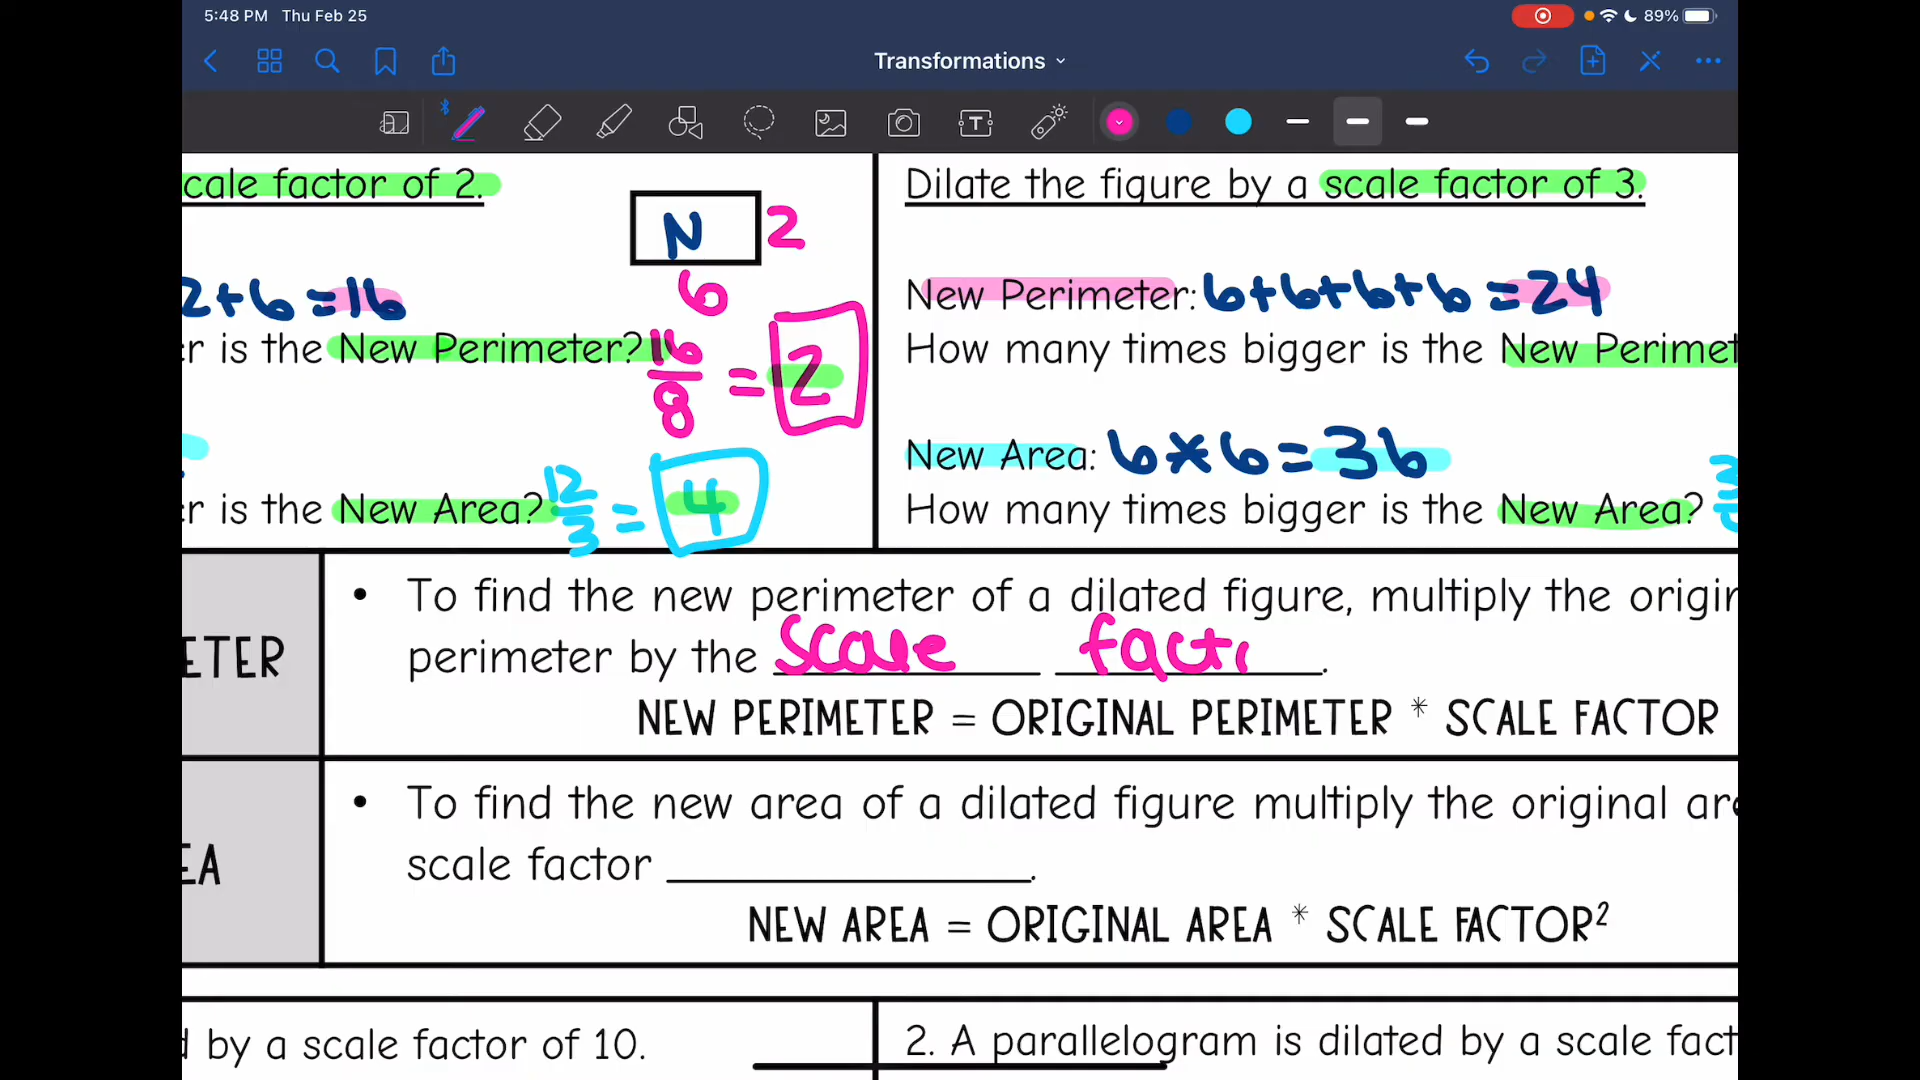 5:48 PM Thu Feb 25
89%
Transformations
cale factor of 2.
N
2
6
2+6=16
er is the New Perimeter?
16/8 = 2
er is the New Area?
12/3 = 4
Dilate the figure by a scale factor of 3.
New Perimeter: 6+6+6+6=24
How many times bigger is the New Perimet
New Area: 6*6=36
How many times bigger is the New Area?
ETER
• To find the new perimeter of a dilated figure, multiply the origin
perimeter by the scale facti.
NEW PERIMETER = ORIGINAL PERIMETER * SCALE FACTOR
EA
• To find the new area of a dilated figure multiply the original are
scale factor ____________.
NEW AREA = ORIGINAL AREA * SCALE FACTOR²
d by a scale factor of 10.
2. A parallelogram is dilated by a scale fact